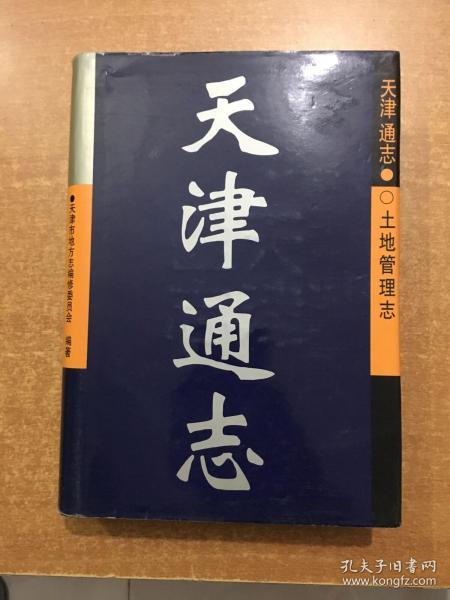 天津通志
天津通志●
○土地管理志
●天津市地方志编修委员会 编著
孔夫子旧书网
www.kongfz.com